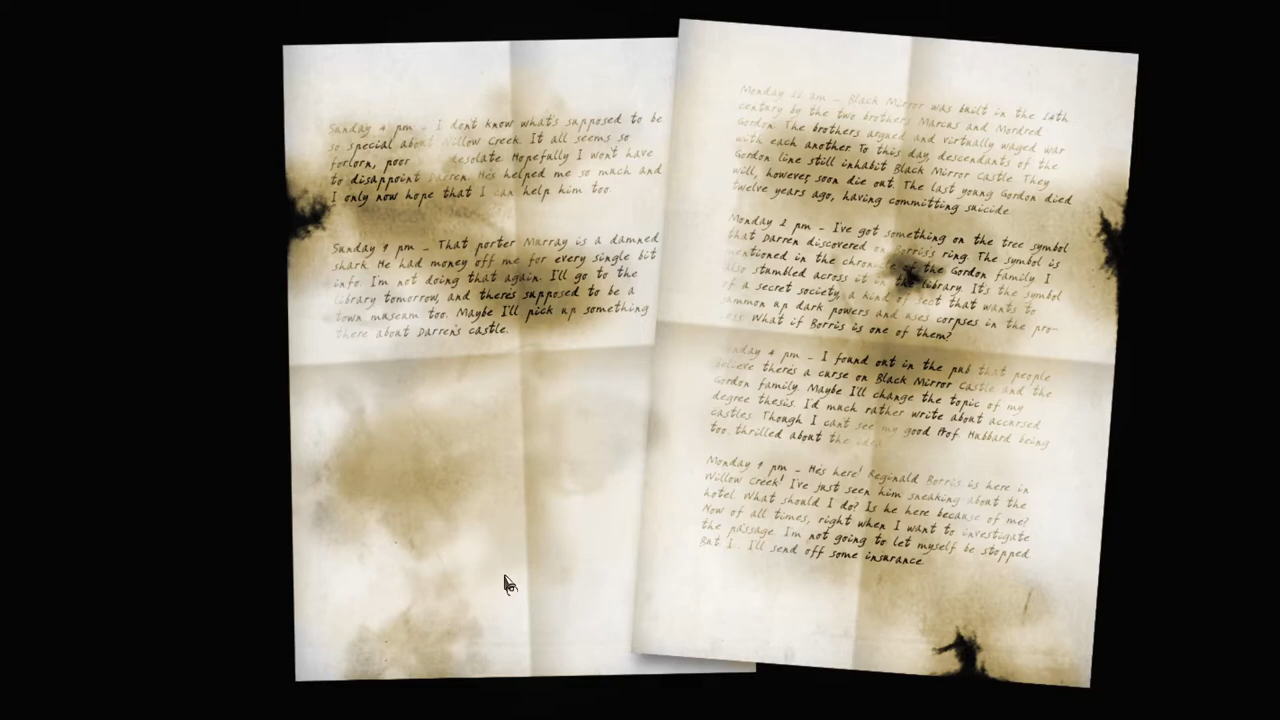 Sunday 4 pm - I don't know what's supposed to be
so special about Willow Creek. It all seems so
forlorn, poor desolate. Hopefully I won't have
to disappoint Darren. He's helped me so much and
I only now hope that I can help him too.
Sunday 9 pm - That porter Murray is a damned
shark. He had money off me for every single bit
info. I'm not doing that again. I'll go to the
library tomorrow, and there's supposed to be a
town museum too. Maybe I'll pick up something
there about Darren's castle.
Monday am - Black Mirror was built in the 14th
century by the two brothers Marcus and Mordred
Gordon. The brothers argued and virtually waged war
with each another. To this day, descendants of the
Gordon line still inhabit Black Mirror Castle. They
will, however, soon die out. The last young Gordon died
twelve years ago, having committing suicide.
Monday 2 pm - I've got something on the tree symbol
that Darren discovered on Borris's ring. The symbol is
mentioned in the of the Gordon family. I
also stumbled across it in the library. It's the symbol
of a secret society, a kind of sect that wants to
summon up dark powers and uses corpses in the pro-
What if Borris is one of them?
4 pm - I found out in the pub that people
believe there's a curse on Black Mirror Castle and the
Gordon family. Maybe I'll change the topic of my
degree thesis. I'd much rather write about accursed
castles. Though I can't see my good Prof. Hubbard being
too thrilled about the idea.
Monday 9 pm - He's here! Reginald Borris is here in
Willow Creek! I've just seen him sneaking about the
hotel. What should I do? Is he here because of me?
Now of all times, right when I want to investigate
the passage. I'm not going to let myself be stopped.
But I... I'll send off some insurance.